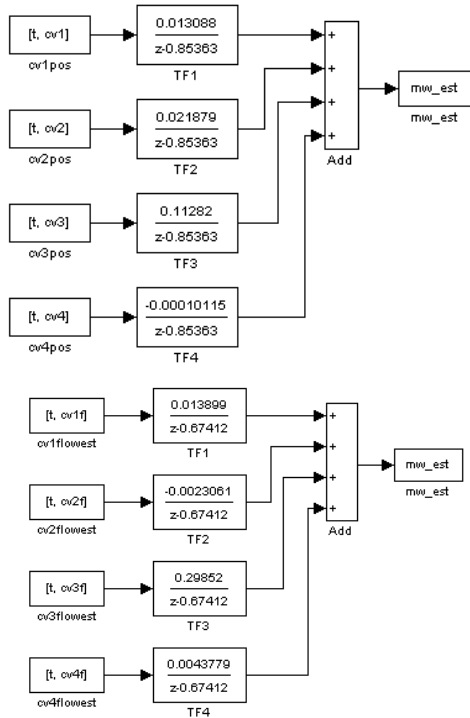 [t, cv1]
cv1pos
0.013088
z-0.85363
TF1
[t, cv2]
cv2pos
0.021879
z-0.85363
TF2
[t, cv3]
cv3pos
0.11282
z-0.85363
TF3
[t, cv4]
cv4pos
-0.00010115
z-0.85363
TF4
+
+
+
+
Add
mw_est
mw_est
[t, cv1f]
cv1flowest
0.013899
z-0.67412
TF1
[t, cv2f]
cv2flowest
-0.0023061
z-0.67412
TF2
[t, cv3f]
cv3flowest
0.29852
z-0.67412
TF3
[t, cv4f]
cv4flowest
0.0043779
z-0.67412
TF4
+
+
+
+
Add
mw_est
mw_est